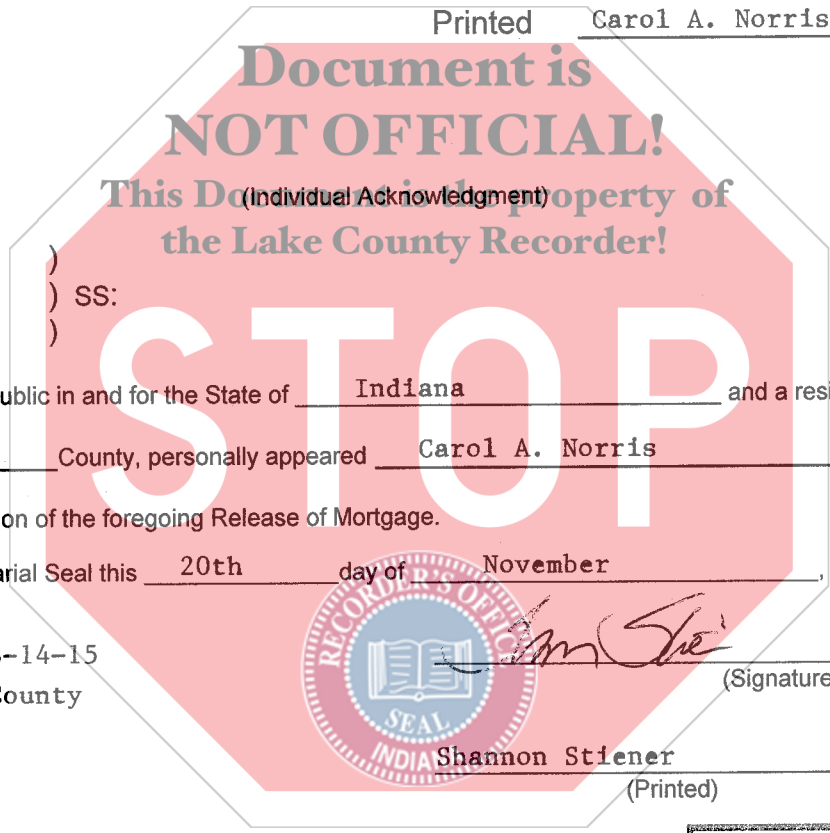 Printed Carol A. Norris
Document is
NOT OFFICIAL!
This Document is the property of
(Individual Acknowledgment)
the Lake County Recorder!
)
) SS:
)
STOP
ublic in and for the State of Indiana and a resi
County, personally appeared Carol A. Norris
on of the foregoing Release of Mortgage.
arial Seal this 20th day of November ,
RECORDER'S OFFICE
-14-15
ounty
(Signature
SEAL
INDIANA
Shannon Stiener
(Printed)